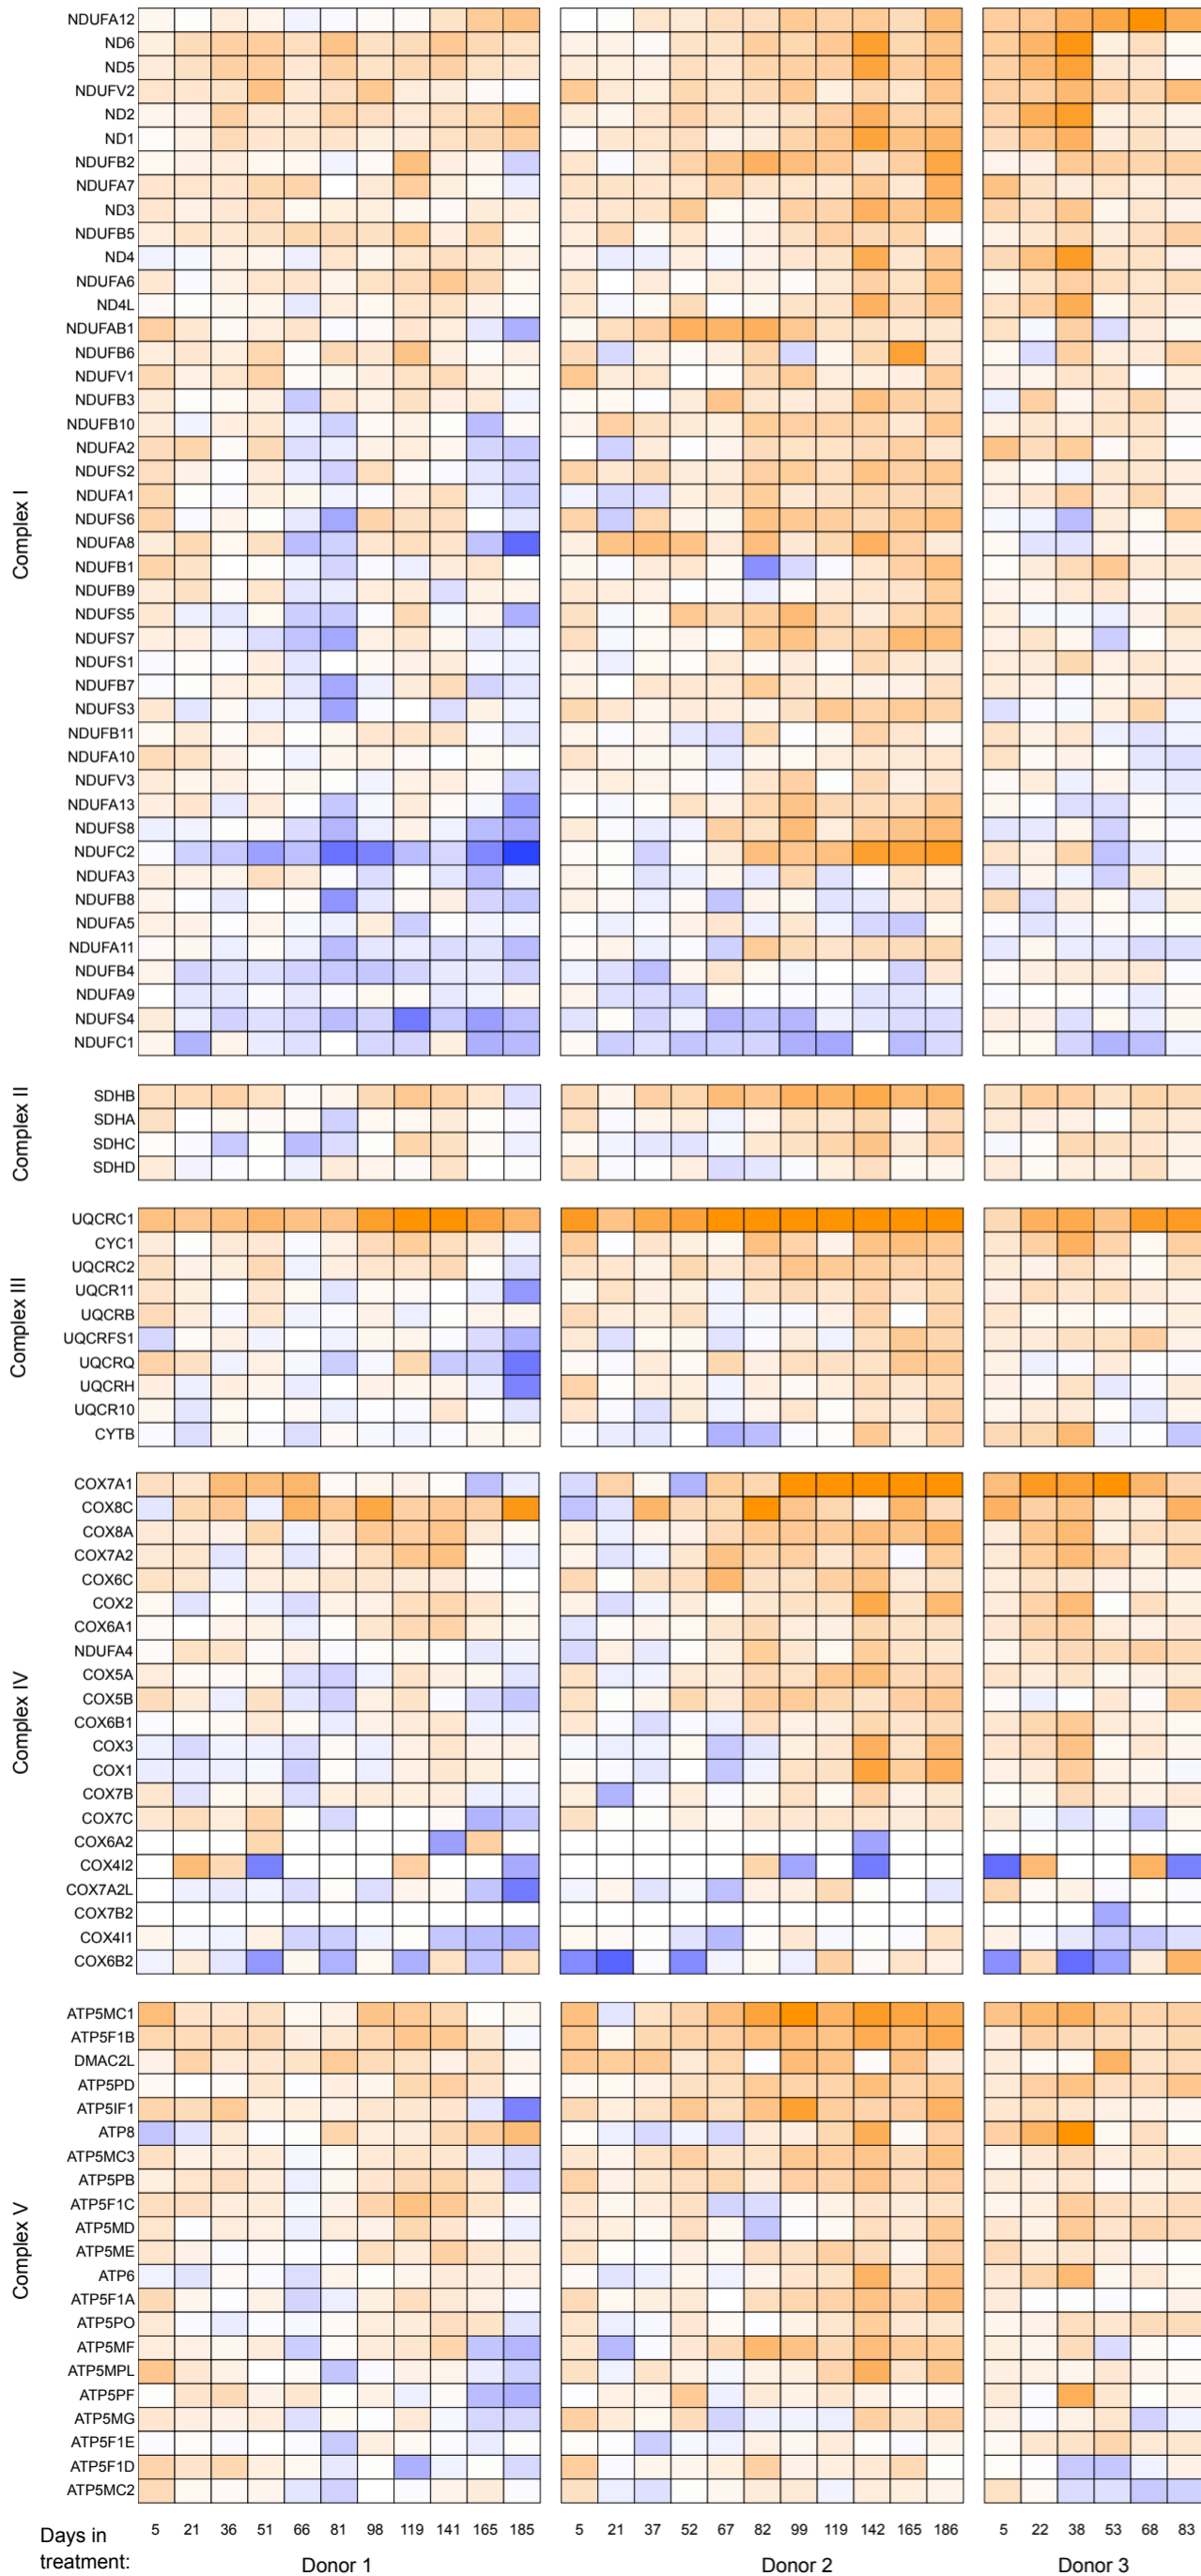 NDUFA12
ND6
ND5
NDUFV2
ND2
ND1
NDUFB2
NDUFA7
ND3
NDUFB5
ND4
NDUFA6
ND4L
NDUFAB1
NDUFB6
NDUFV1
NDUFB3
NDUFB10
NDUFA2
NDUFS2
NDUFA1
NDUFS6
NDUFA8
NDUFB1
NDUFB9
NDUFS5
NDUFS7
NDUFS1
NDUFB7
NDUFS3
NDUFB11
NDUFA10
NDUFV3
NDUFA13
NDUFS8
NDUFC2
NDUFA3
NDUFB8
NDUFA5
NDUFA11
NDUFB4
NDUFA9
NDUFS4
NDUFC1
Complex I
SDHB
SDHA
SDHC
SDHD
Complex II
UQCRC1
CYC1
UQCRC2
UQCR11
UQCRB
UQCRFS1
UQCRQ
UQCRH
UQCR10
CYTB
Complex III
COX7A1
COX8C
COX8A
COX7A2
COX6C
COX2
COX6A1
NDUFA4
COX5A
COX5B
COX6B1
COX3
COX1
COX7B
COX7C
COX6A2
COX4I2
COX7A2L
COX7B2
COX4I1
COX6B2
Complex IV
ATP5MC1
ATP5F1B
DMAC2L
ATP5PD
ATP5IF1
ATP8
ATP5MC3
ATP5PB
ATP5F1C
ATP5MD
ATP5ME
ATP6
ATP5F1A
ATP5PO
ATP5MF
ATP5MPL
ATP5PF
ATP5MG
ATP5F1E
ATP5F1D
ATP5MC2
Complex V
Days in
treatment:
5 21 36 51 66 81 98 119 141 165 185
5 21 37 52 67 82 99 119 142 165 186
5 22 38 53 68 83
Donor 1
Donor 2
Donor 3